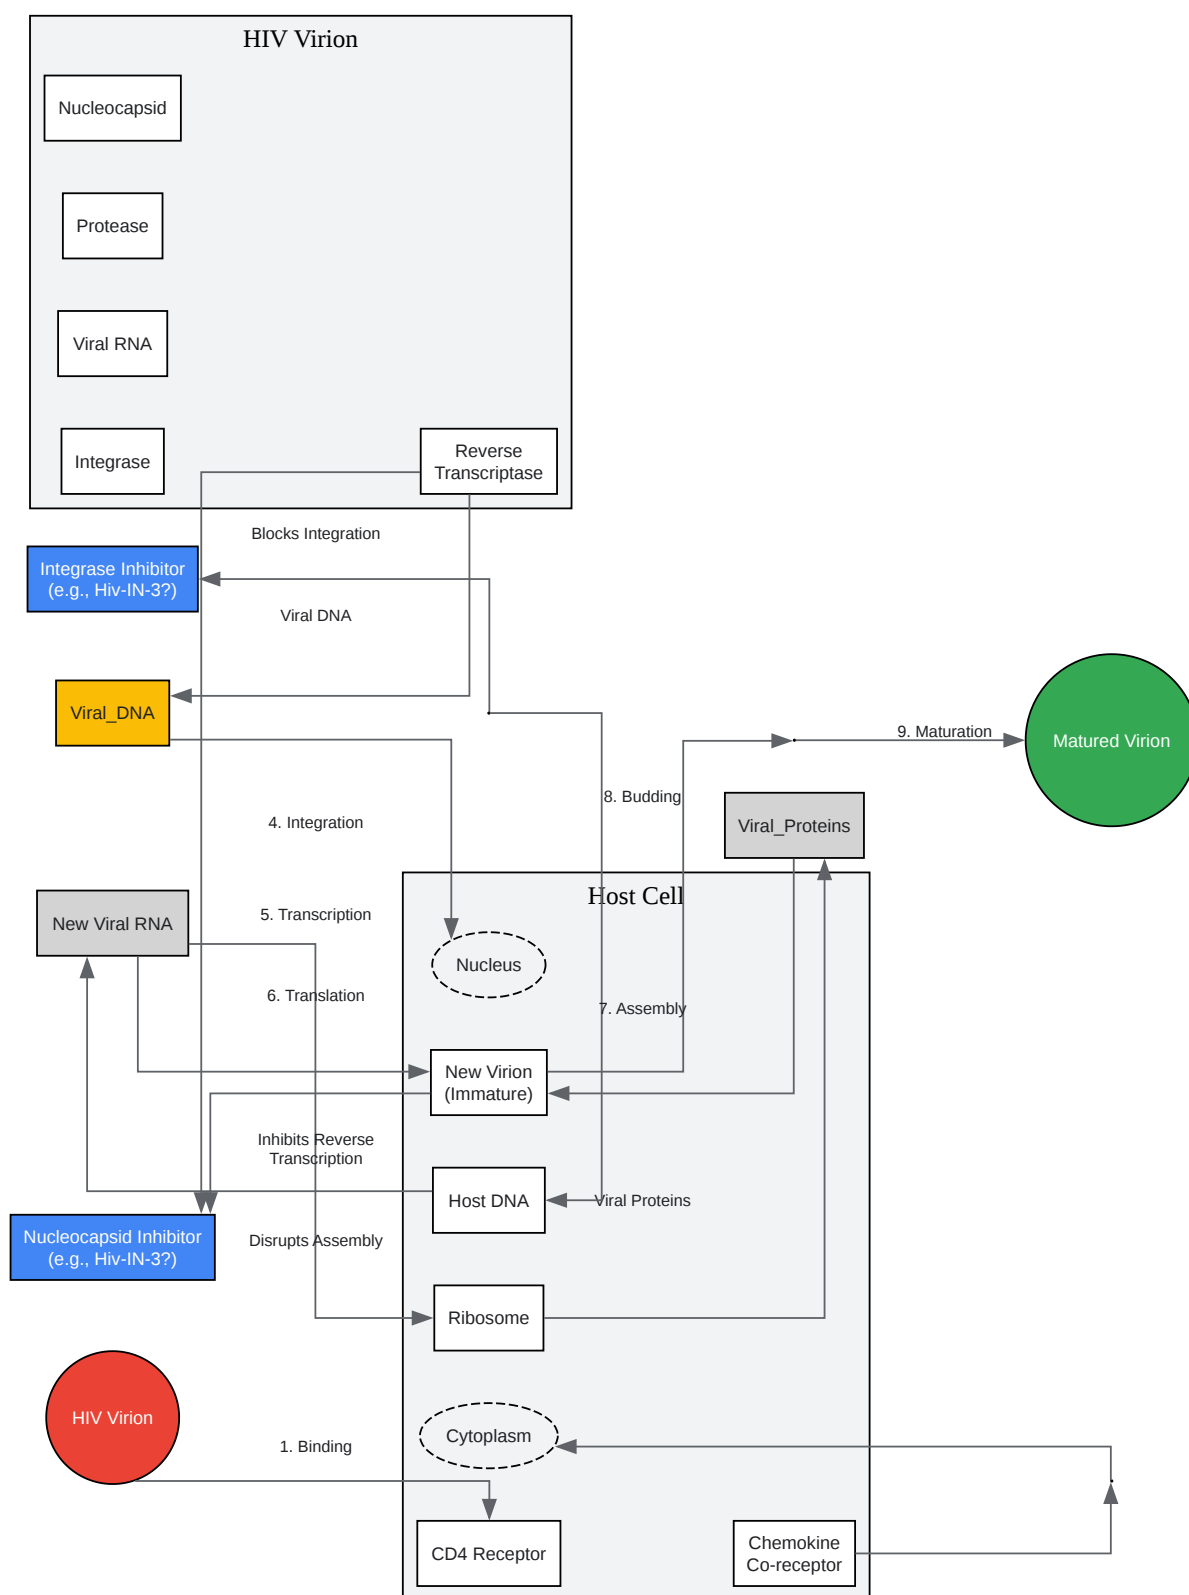 HIV Virion
Nucleocapsid
Protease
Viral RNA
Integrase
Reverse
Transcriptase
Blocks Integration
Integrase Inhibitor
(e.g., Hiv-IN-3?)
Viral DNA
Viral_DNA
9. Maturation
Matured Virion
8. Budding
4. Integration
Viral_Proteins
Host Cell
New Viral RNA
5. Transcription
Nucleus
6. Translation
7. Assembly
New Virion
(Immature)
Inhibits Reverse
Transcription
Host DNA
Viral Proteins
Nucleocapsid Inhibitor
(e.g., Hiv-IN-3?)
Disrupts Assembly
Ribosome
HIV Virion
1. Binding
Cytoplasm
CD4 Receptor
Chemokine
Co-receptor